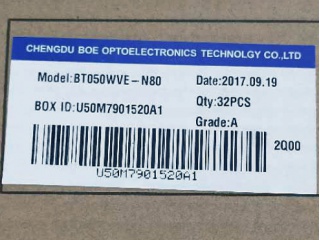 CHENGDU BOE OPTOELECTRONICS TECHNOLGY CO.,LTD
Model:BT050WVE-N80 Date:2017.09.19
BOX ID:U50M7901520A1 Qty:32PCS
Grade:A
2Q00
U50M7901520A1